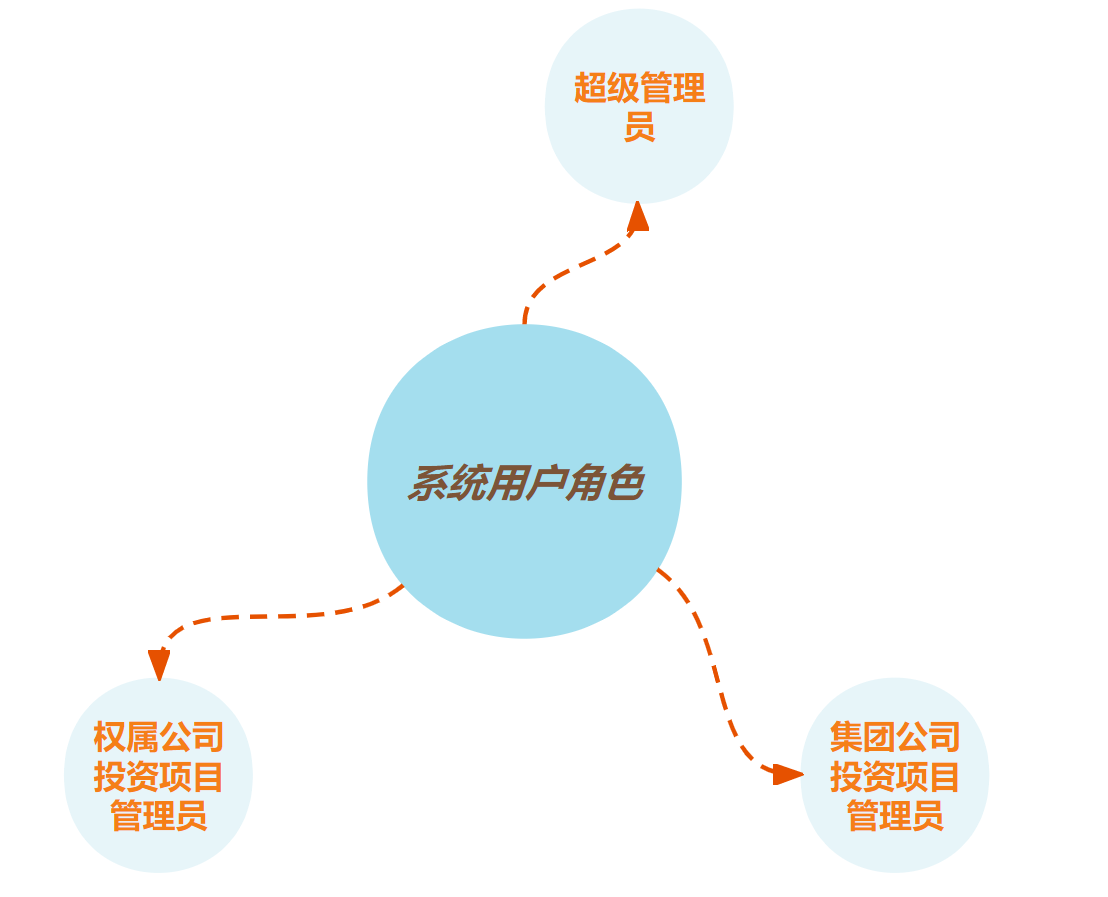 超级管理
员
系统用户角色
权属公司
投资项目
管理员
集团公司
投资项目
管理员